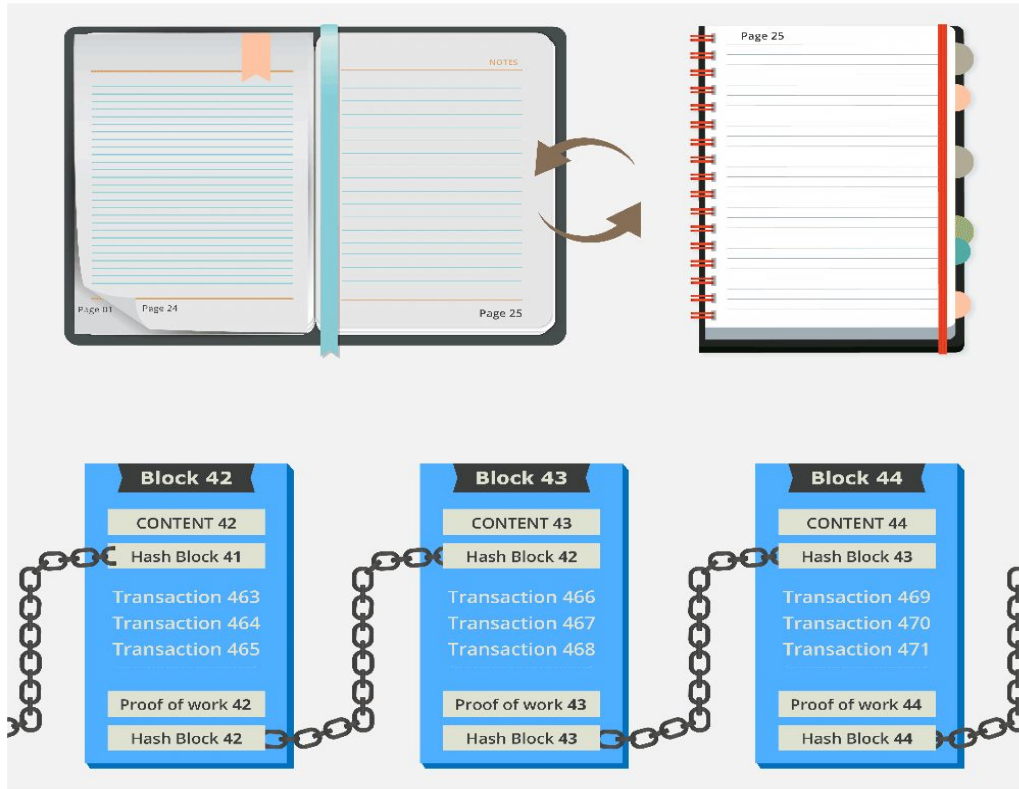 NOTES
Page 01
Page 24
Page 25
Page 25
Block 42
CONTENT 42
Hash Block 41
Transaction 463
Transaction 464
Transaction 465
Proof of work 42
Hash Block 42
Block 43
CONTENT 43
Hash Block 42
Transaction 466
Transaction 467
Transaction 468
Proof of work 43
Hash Block 43
Block 44
CONTENT 44
Hash Block 43
Transaction 469
Transaction 470
Transaction 471
Proof of work 44
Hash Block 44